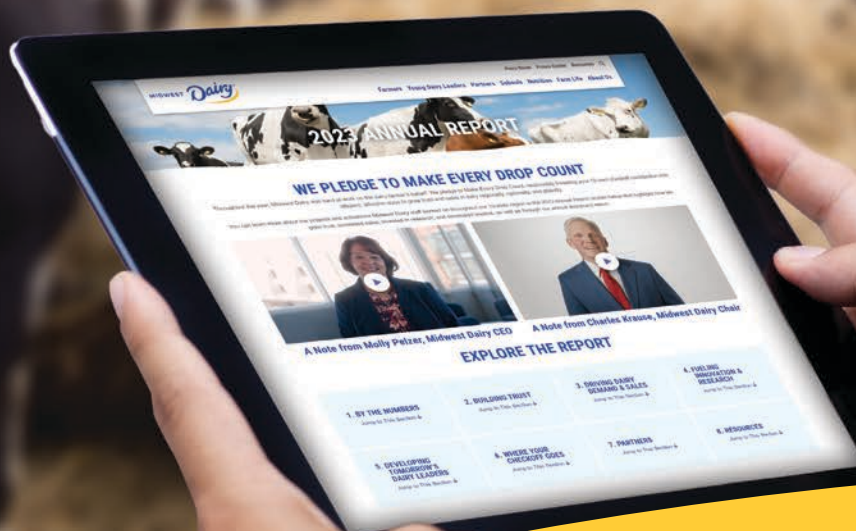 Press Room
Resources
MIDWEST Dairy
Farmers Young Dairy Leaders Partners Schools Nutrition Farm Life About Us
2023 ANNUAL REPORT
WE PLEDGE TO MAKE EVERY DROP COUNT
A Note from Molly Pelzer, Midwest Dairy CEO
A Note from Charles Krause, Midwest Dairy Chair
EXPLORE THE REPORT
1. BY THE NUMBERS
Jump to This Section
2. BUILDING TRUST
Jump to This Section
3. DRIVING DAIRY
DEMAND & SALES
Jump to This Section
4. FUELING
INNOVATION &
RESEARCH
Jump to This Section
5. DEVELOPING
TOMORROW'S
DAIRY LEADERS
Jump to This Section
6. WHERE YOUR
CHECKOFF GOES
Jump to This Section
7. PARTNERS
Jump to This Section
8. RESOURCES
Jump to This Section